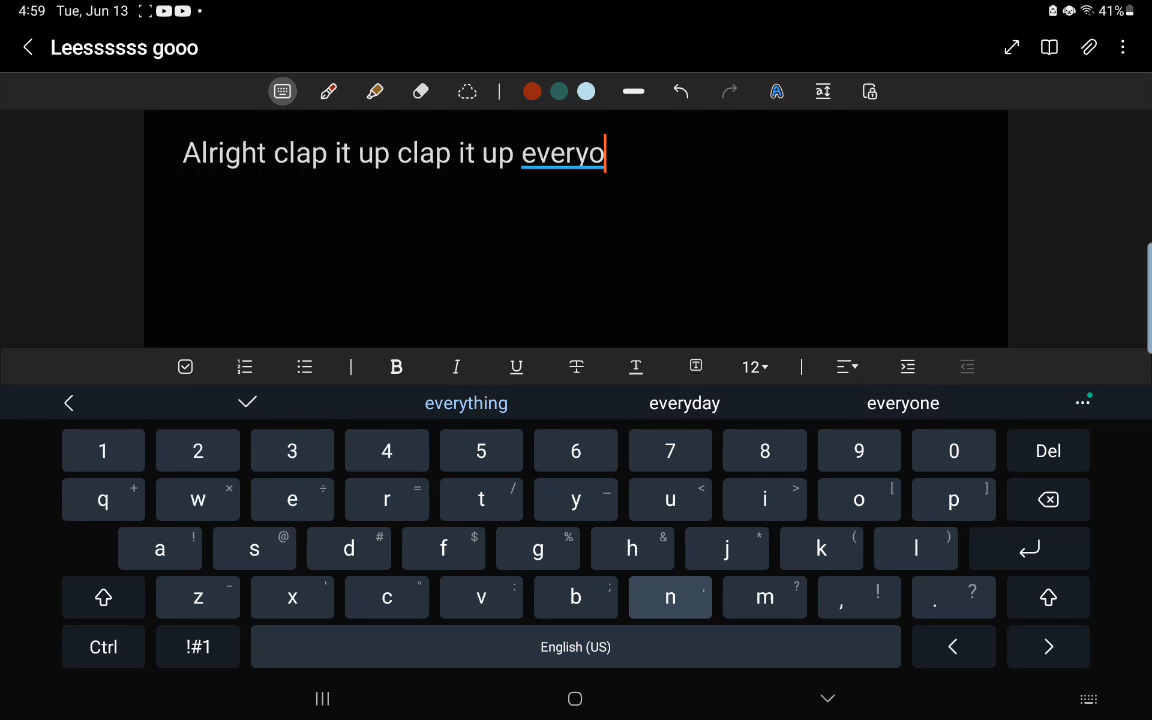 4:59 Tue, Jun 13 • 41%
Leessssss gooo
A a
Alright clap it up clap it up everyo
B I U T T T 12
everything everyday everyone ...
1 2 3 4 5 6 7 8 9 0 Del
q + w × e ÷ r = t / y _ u < i > o [ p ]
a ! s @ d # f $ g % h & j * k ( l )
z - x ' c " v : b ; n , m ? , ! . ?
Ctrl !#1 English (US) < >